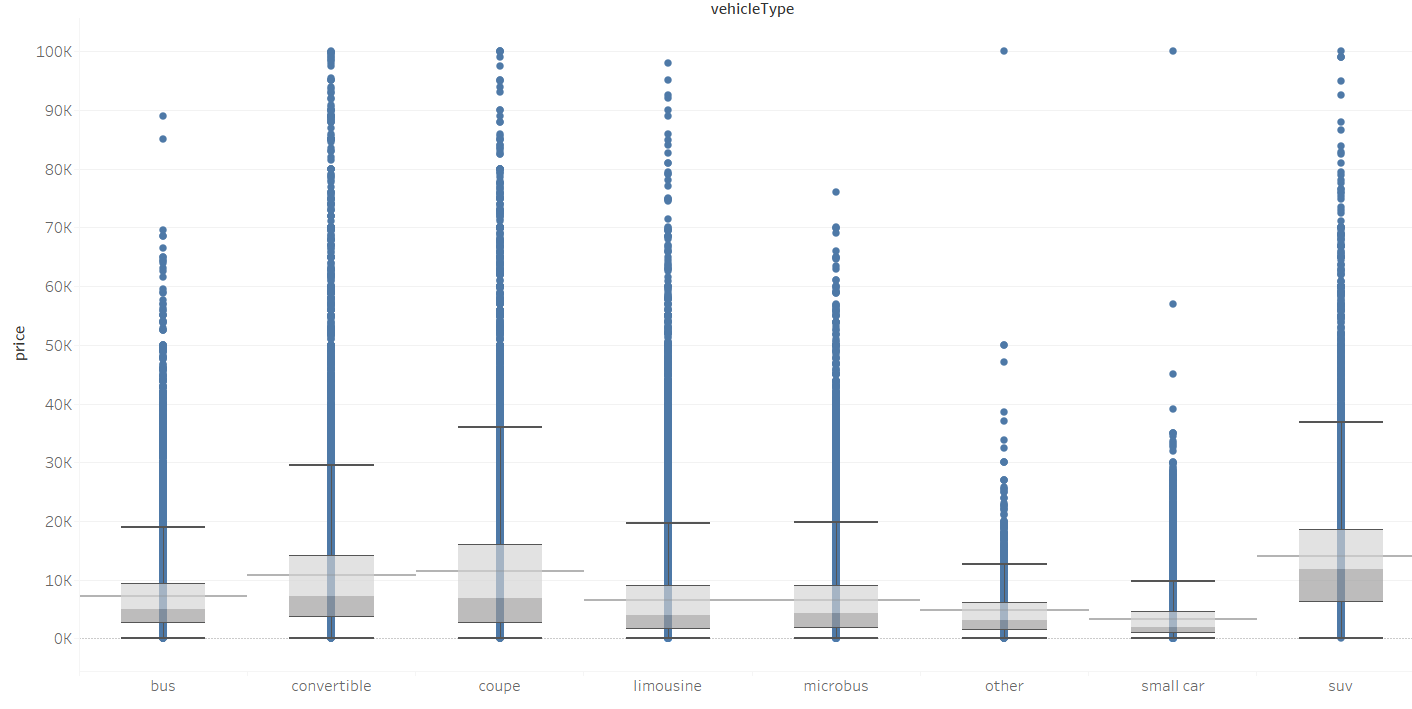 vehicleType
100K
90K
80K
70K
60K
50K
40K
30K
20K
10K
0K
price
bus convertible coupe limousine microbus other small car suv